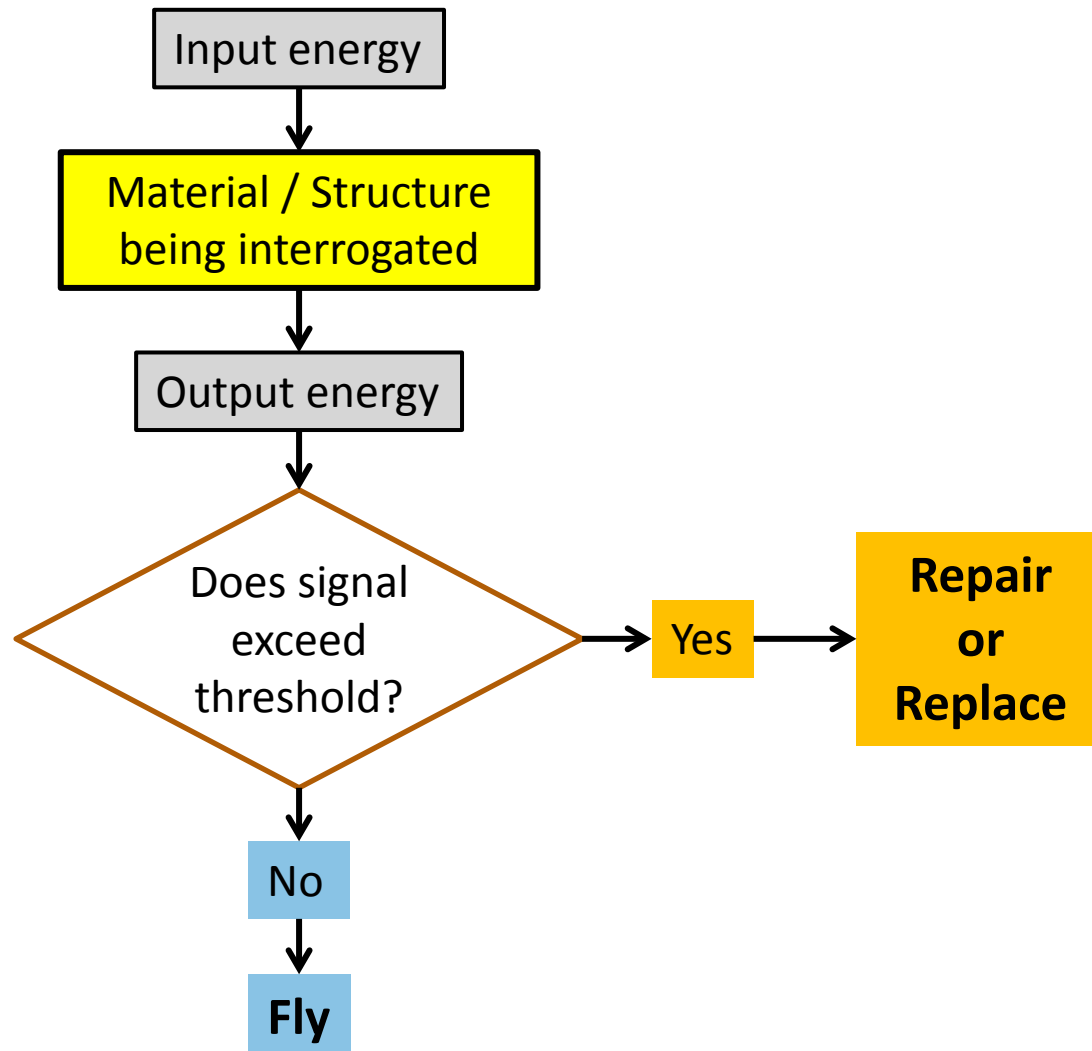 Input energy
Material / Structure
being interrogated
Output energy
Does signal
exceed
threshold?
Yes
Repair
or
Replace
No
Fly